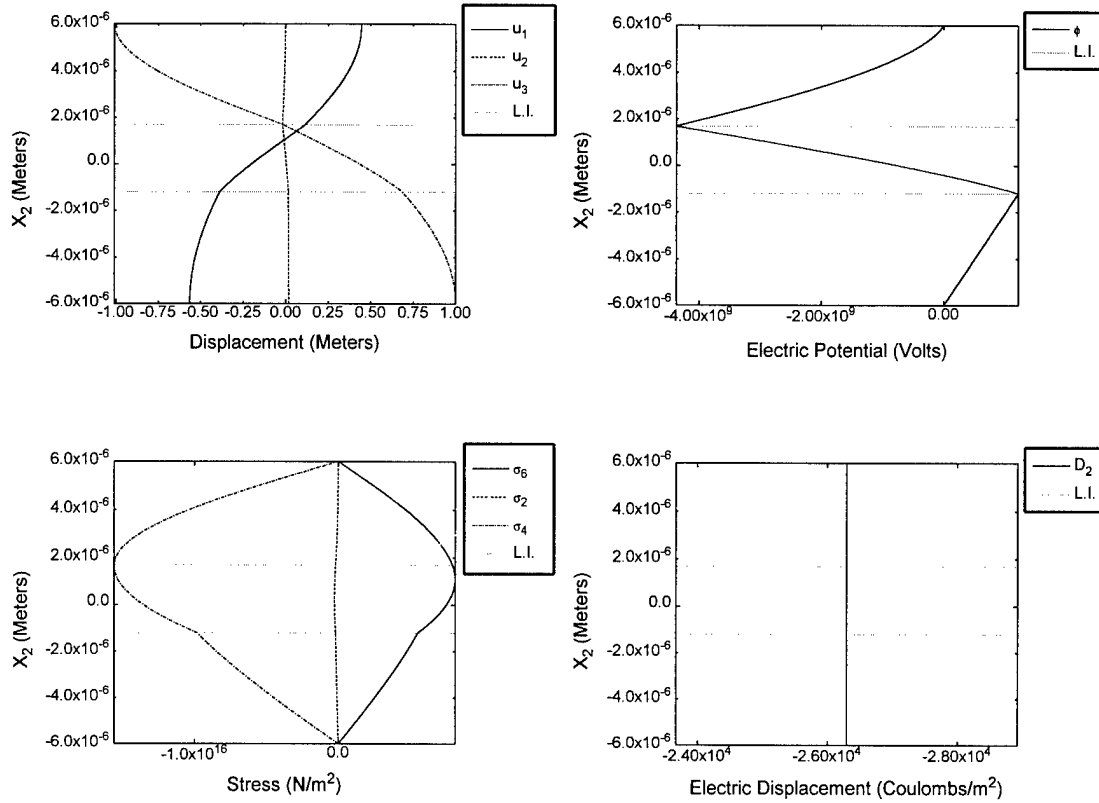 6.0x10⁻⁶
4.0x10⁻⁶
2.0x10⁻⁶
0.0
-2.0x10⁻⁶
-4.0x10⁻⁶
-6.0x10⁻⁶
X₂ (Meters)
-1.00 -0.75 -0.50 -0.25 0.00 0.25 0.50 0.75 1.00
Displacement (Meters)
u₁
u₂
u₃
L.I.
6.0x10⁻⁶
4.0x10⁻⁶
2.0x10⁻⁶
0.0
-2.0x10⁻⁶
-4.0x10⁻⁶
-6.0x10⁻⁶
X₂ (Meters)
-4.00x10⁹ -2.00x10⁹ 0.00
Electric Potential (Volts)
ϕ
L.I.
6.0x10⁻⁶
4.0x10⁻⁶
2.0x10⁻⁶
0.0
-2.0x10⁻⁶
-4.0x10⁻⁶
-6.0x10⁻⁶
X₂ (Meters)
-1.0x10¹⁶ 0.0
Stress (N/m²)
σ₆
σ₂
σ₄
L.I.
6.0x10⁻⁶
4.0x10⁻⁶
2.0x10⁻⁶
0.0
-2.0x10⁻⁶
-4.0x10⁻⁶
-6.0x10⁻⁶
X₂ (Meters)
-2.40x10⁴ -2.60x10⁴ -2.80x10⁴
Electric Displacement (Coulombs/m²)
D₂
L.I.